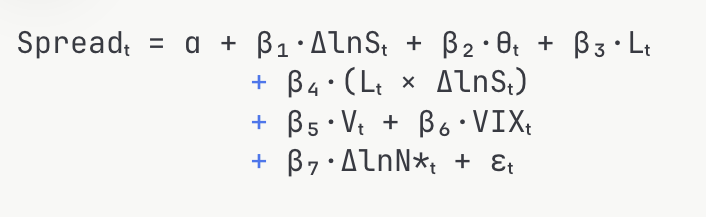 Spreadₜ = α + β₁·ΔlnSₜ + β₂·θₜ + β₃·Lₜ
+ β₄·(Lₜ × ΔlnSₜ)
+ β₅·Vₜ + β₆·VIXₜ
+ β₇·ΔlnN*ₜ + εₜ